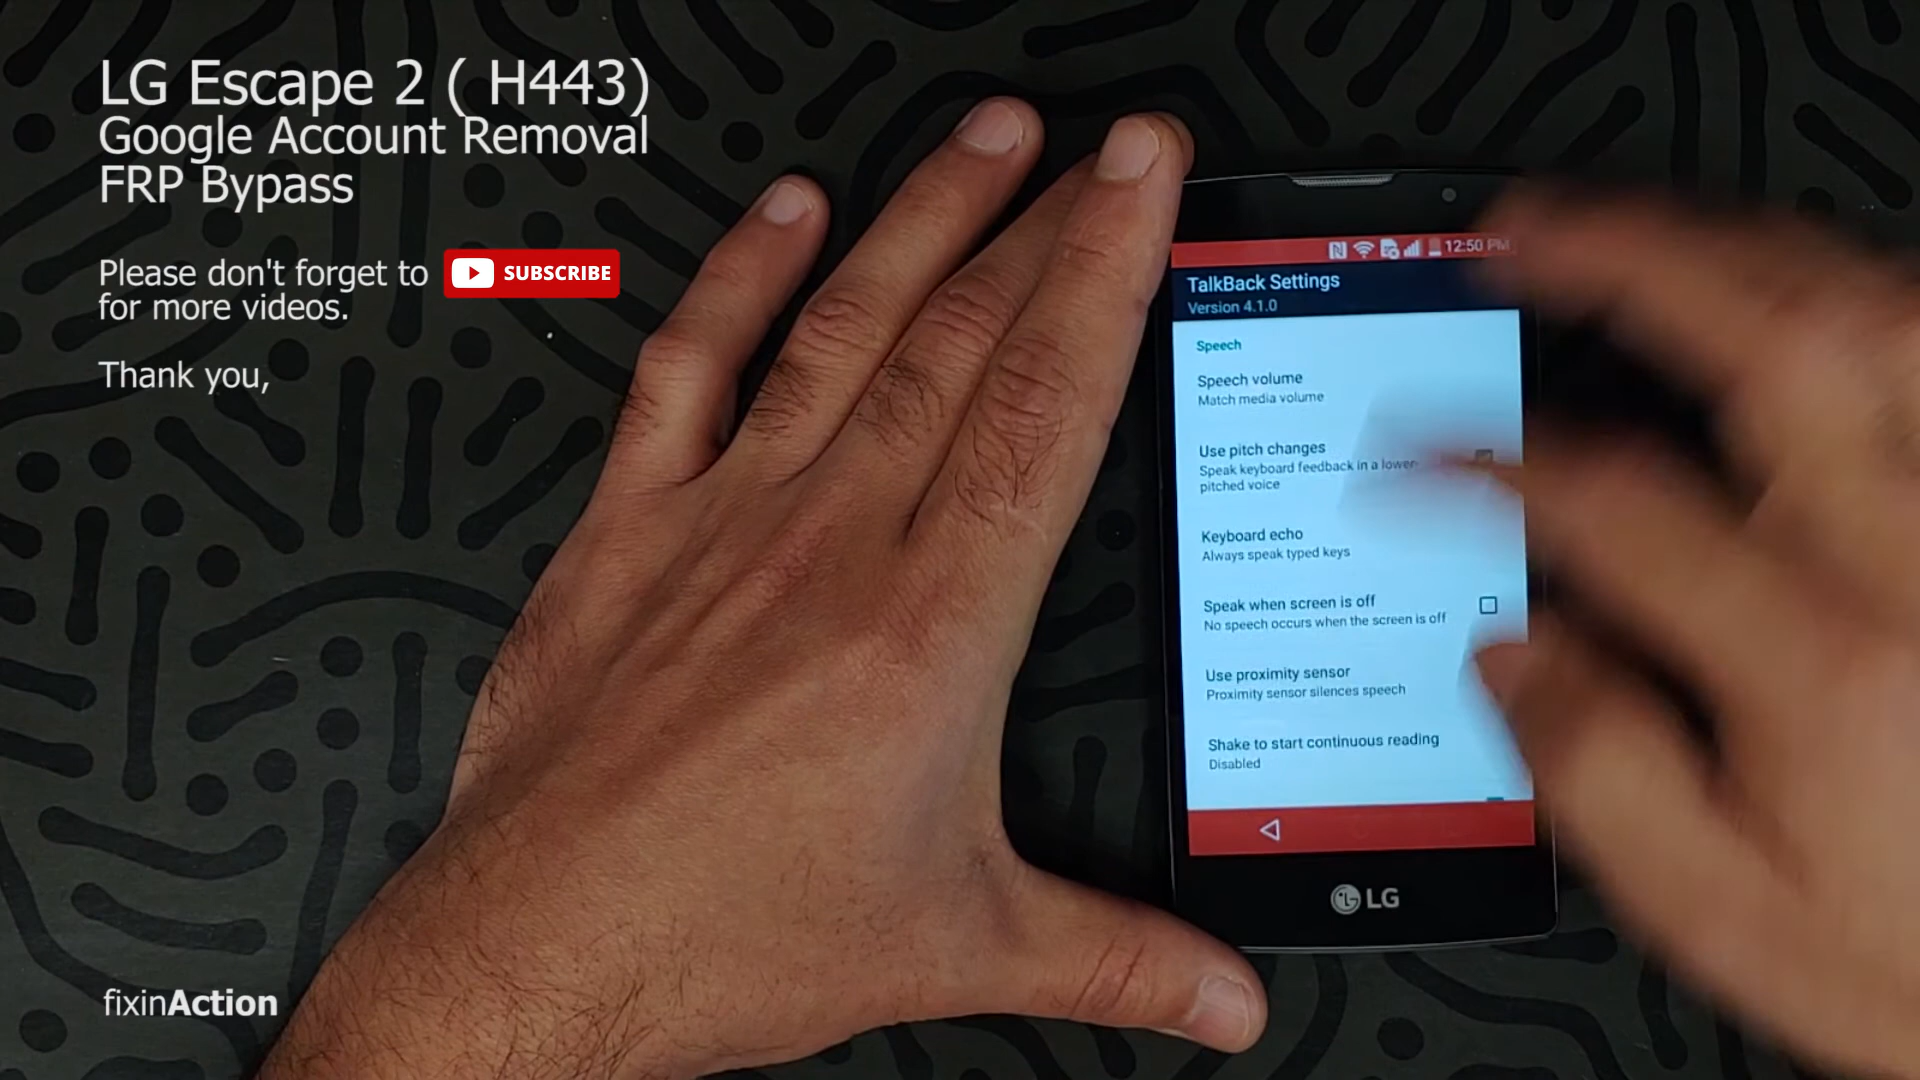 LG Escape 2 ( H443)
Google Account Removal
FRP Bypass
Please don't forget to SUBSCRIBE
for more videos.
Thank you,
fixinAction
12:50 PM
TalkBack Settings
Version 4.1.0
Speech
Speech volume
Match media volume
Use pitch changes
Speak keyboard feedback in a lower-
pitched voice
Keyboard echo
Always speak typed keys
Speak when screen is off
No speech occurs when the screen is off
Use proximity sensor
Proximity sensor silences speech
Shake to start continuous reading
Disabled
LG